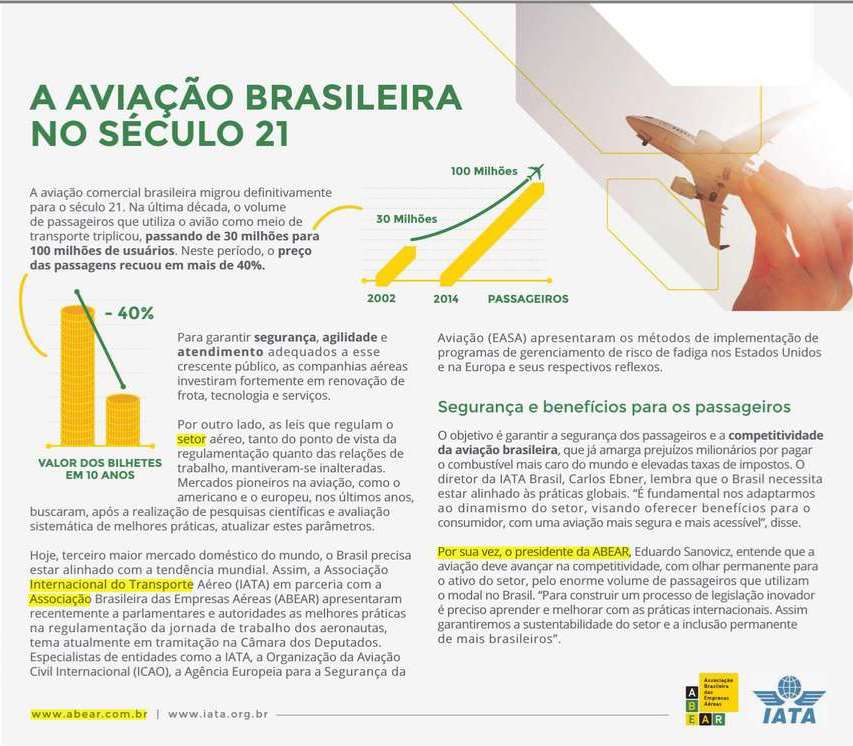 A AVIAÇÃO BRASILEIRA
NO SÉCULO 21
A aviação comercial brasileira migrou definitivamente
para o século 21. Na última década, o volume
de passageiros que utiliza o avião como meio de
transporte triplicou, passando de 30 milhões para
100 milhões de usuários. Neste período, o preço
das passagens recuou em mais de 40%.
100 Milhões
30 Milhões
2002
2014
PASSAGEIROS
- 40%
VALOR DOS BILHETES
EM 10 ANOS
Para garantir segurança, agilidade e
atendimento adequados a esse
crescente público, as companhias aéreas
investiram fortemente em renovação de
frota, tecnologia e serviços.
Por outro lado, as leis que regulam o
setor aéreo, tanto do ponto de vista da
regulamentação quanto das relações de
trabalho, mantiveram-se inalteradas.
Mercados pioneiros na aviação, como o
americano e o europeu, nos últimos anos,
buscaram, após a realização de pesquisas científicas e avaliação
sistemática de melhores práticas, atualizar estes parâmetros.
Hoje, terceiro maior mercado doméstico do mundo, o Brasil precisa
estar alinhado com a tendência mundial. Assim, a Associação
Internacional do Transporte Aéreo (IATA) em parceria com a
Associação Brasileira das Empresas Aéreas (ABEAR) apresentaram
recentemente a parlamentares e autoridades as melhores práticas
na regulamentação da jornada de trabalho dos aeronautas,
tema atualmente em tramitação na Câmara dos Deputados.
Especialistas de entidades como a IATA, a Organização da Aviação
Civil Internacional (ICAO), a Agência Europeia para a Segurança da
Aviação (EASA) apresentaram os métodos de implementação de
programas de gerenciamento de risco de fadiga nos Estados Unidos
e na Europa e seus respectivos reflexos.
Segurança e benefícios para os passageiros
O objetivo é garantir a segurança dos passageiros e a competitividade
da aviação brasileira, que já amarga prejuízos milionários por pagar
o combustível mais caro do mundo e elevadas taxas de impostos. O
diretor da IATA Brasil, Carlos Ebner, lembra que o Brasil necessita
estar alinhado às práticas globais. “É fundamental nos adaptarmos
ao dinamismo do setor, visando oferecer benefícios para o
consumidor, com uma aviação mais segura e mais acessível”, disse.
Por sua vez, o presidente da ABEAR, Eduardo Sanovicz, entende que a
aviação deve avançar na competitividade, com olhar permanente para
o ativo do setor, pelo enorme volume de passageiros que utilizam
o modal no Brasil. “Para construir um processo de legislação inovador
é preciso aprender e melhorar com as práticas internacionais. Assim
garantiremos a sustentabilidade do setor e a inclusão permanente
de mais brasileiros”.
www.abear.com.br | www.iata.org.br
Associação
Brasileira
das
Empresas
Aéreas
ABEAR
IATA